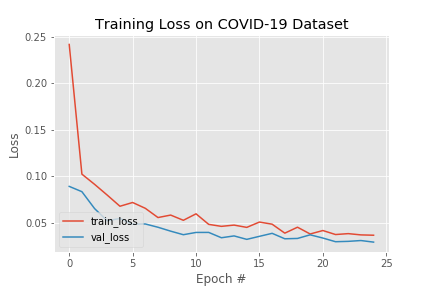 Training Loss on COVID-19 Dataset
0.25
0.20
0.15
0.10
0.05
Loss
train_loss
val_loss
0 5 10 15 20 25
Epoch #